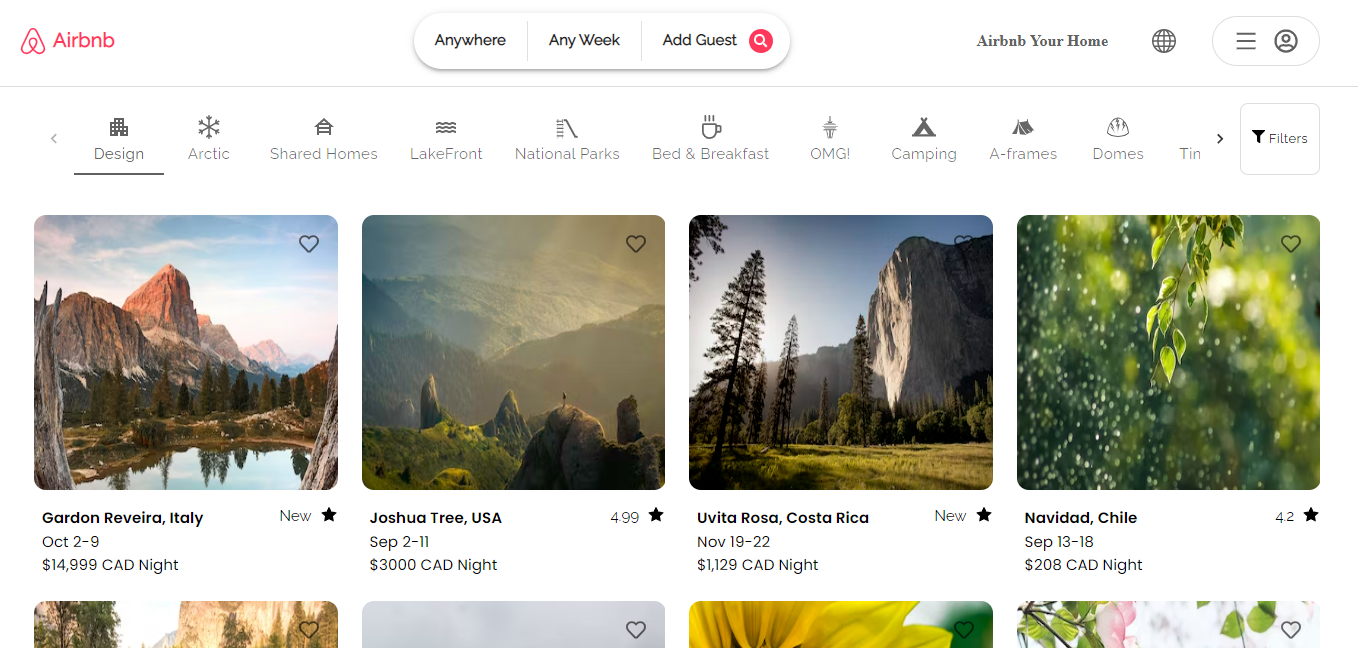 Airbnb
Anywhere
Any Week
Add Guest
Airbnb Your Home
Design
Arctic
Shared Homes
LakeFront
National Parks
Bed & Breakfast
OMG!
Camping
A-frames
Domes
Tin
Filters
Gardon Reveira, Italy
New
Oct 2-9
$14,999 CAD Night
Joshua Tree, USA
4.99
Sep 2-11
$3000 CAD Night
Uvita Rosa, Costa Rica
New
Nov 19-22
$1,129 CAD Night
Navidad, Chile
4.2
Sep 13-18
$208 CAD Night